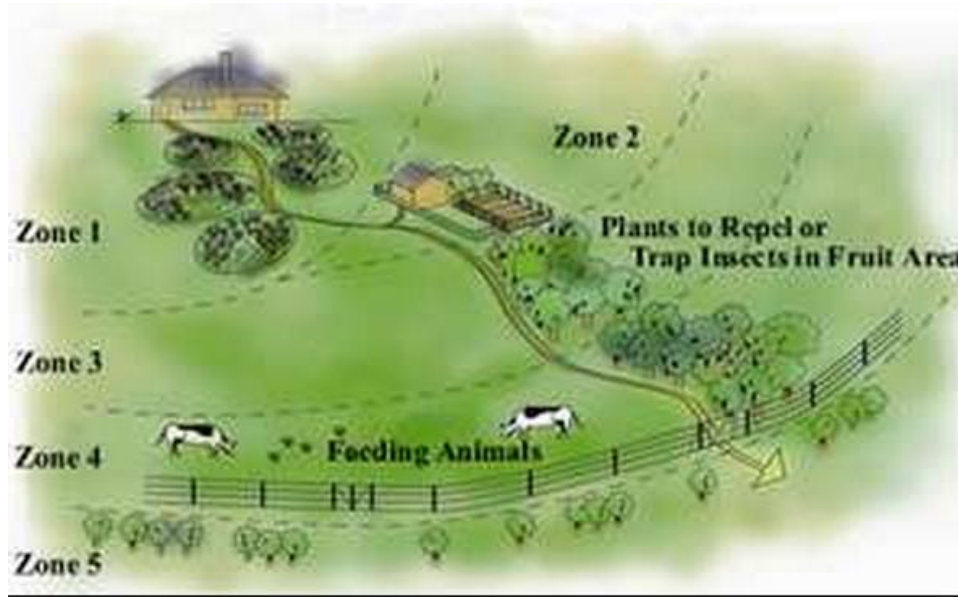 Zone 2
Zone 1
Plants to Repel or
Trap Insects in Fruit Area
Zone 3
Zone 4
Feeding Animals
Zone 5